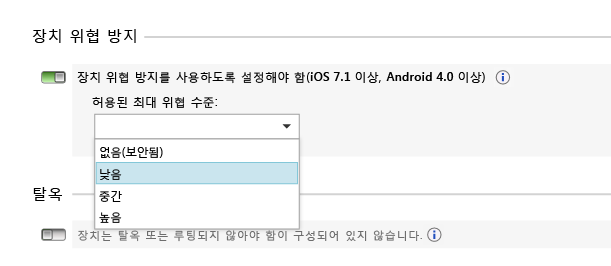 장치 위협 방지
장치 위협 방지를 사용하도록 설정해야 함(iOS 7.1 이상, Android 4.0 이상)
허용된 최대 위협 수준:
없음(보안됨)
낮음
중간
높음
탈옥
장치는 탈옥 또는 루팅되지 않아야 함이 구성되어 있지 않습니다.